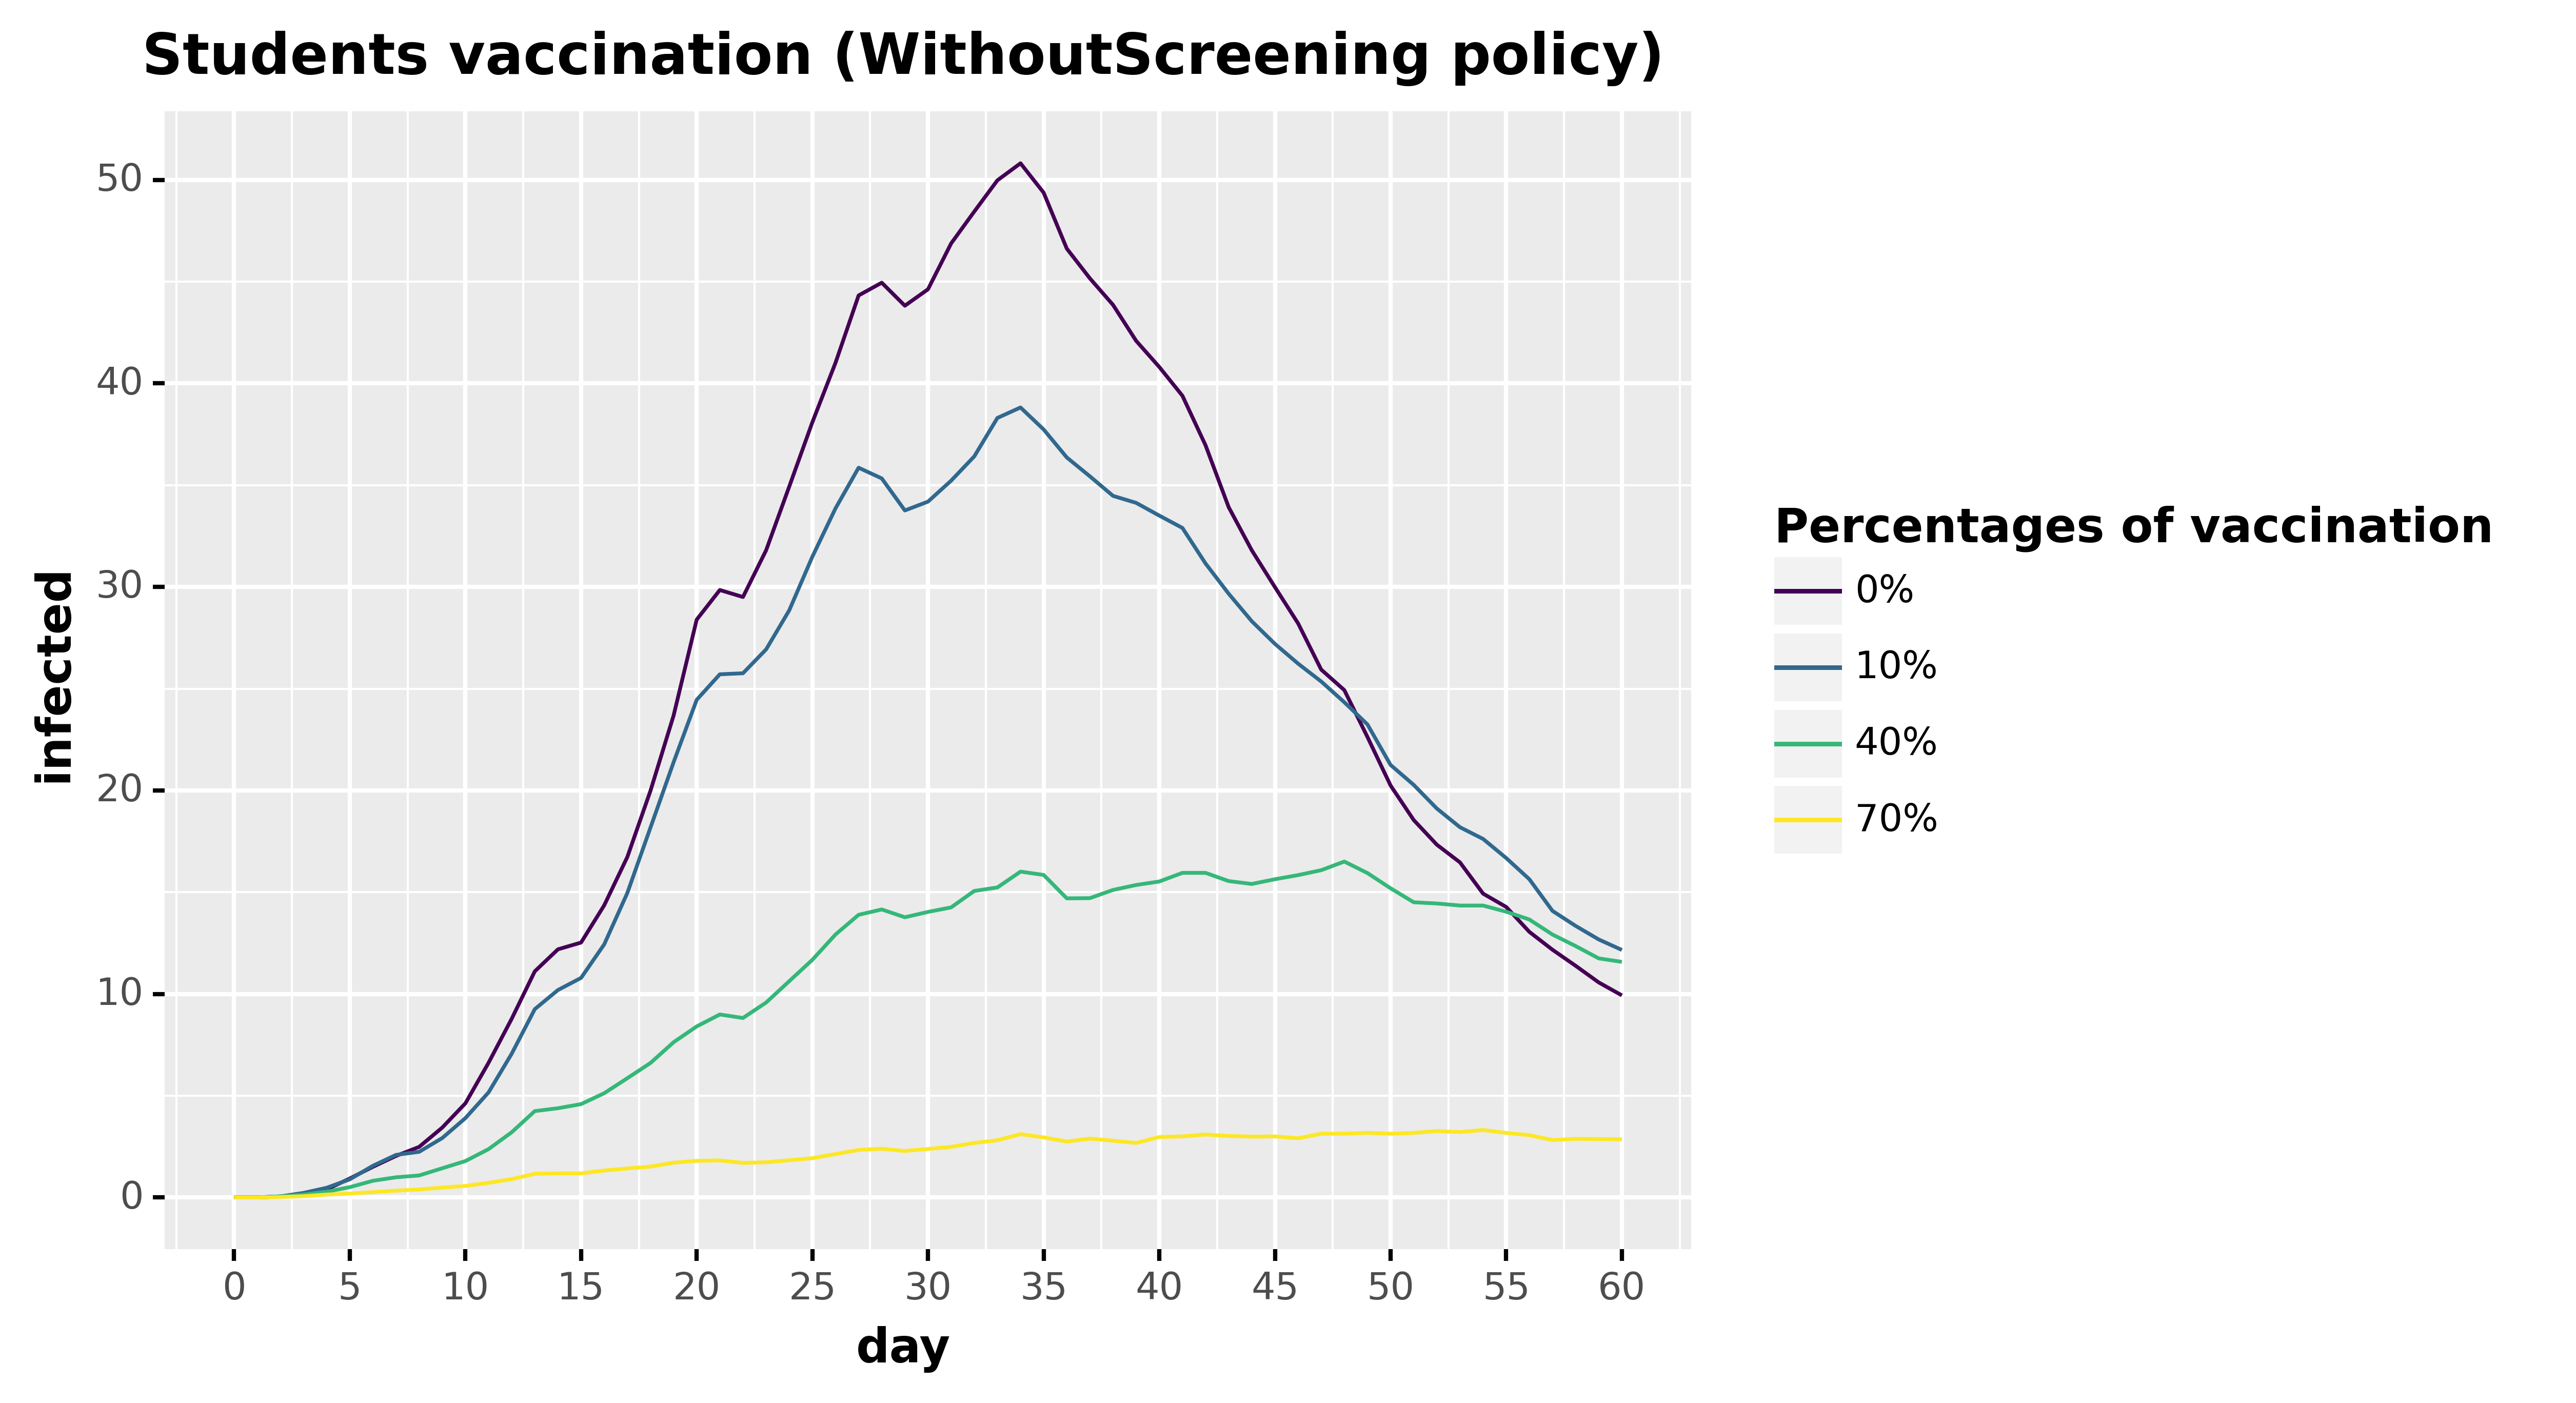 Students vaccination (WithoutScreening policy)
infected
50
40
30
20
10
0
0 5 10 15 20 25 30 35 40 45 50 55 60
day
Percentages of vaccination
0%
10%
40%
70%